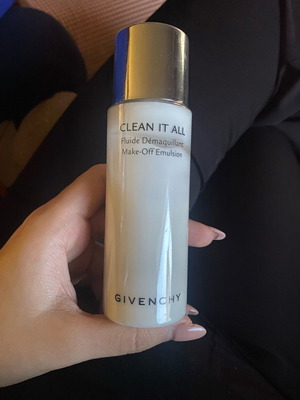 CLEAN IT ALL
Fluide Démaquillant
Make-Off Emulsion
GIVENCHY